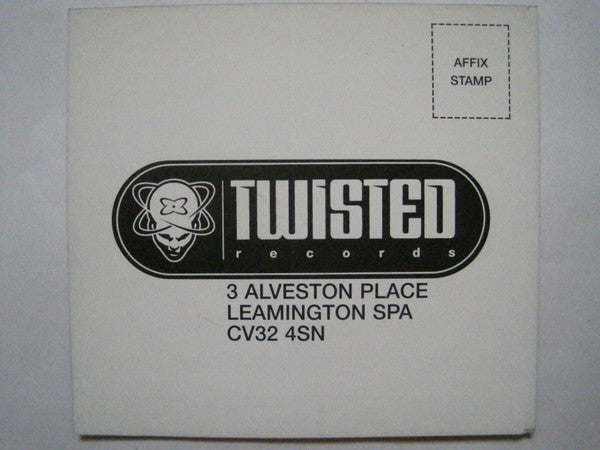 AFFIX
STAMP
TWiSTED
records
3 ALVESTON PLACE
LEAMINGTON SPA
CV32 4SN